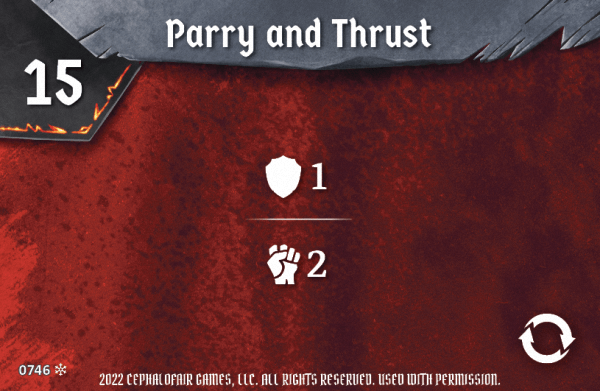 Parry and Thrust
15
1
2
0746
2022 CEPHALOFAIR GAMES, LLC. ALL RIGHTS RESERVED. USED WITH PERMISSION.